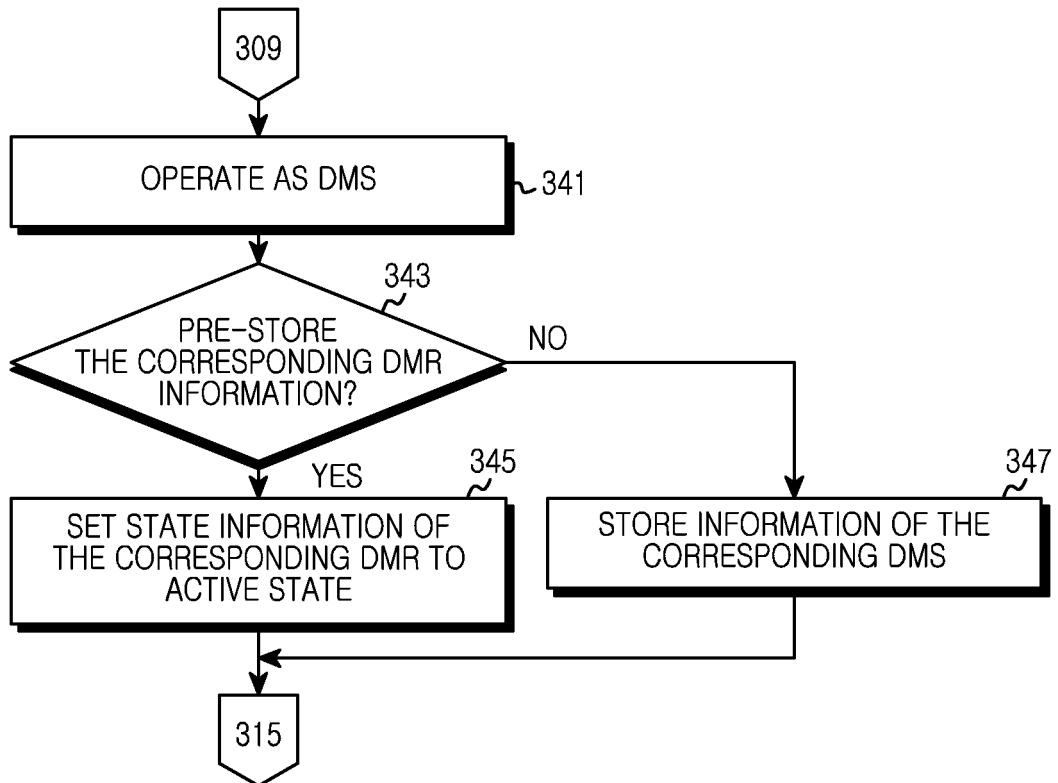 309
OPERATE AS DMS
341
343
PRE-STORE
THE CORRESPONDING DMR
INFORMATION?
NO
YES
345
SET STATE INFORMATION OF
THE CORRESPONDING DMR TO
ACTIVE STATE
347
STORE INFORMATION OF THE
CORRESPONDING DMS
315